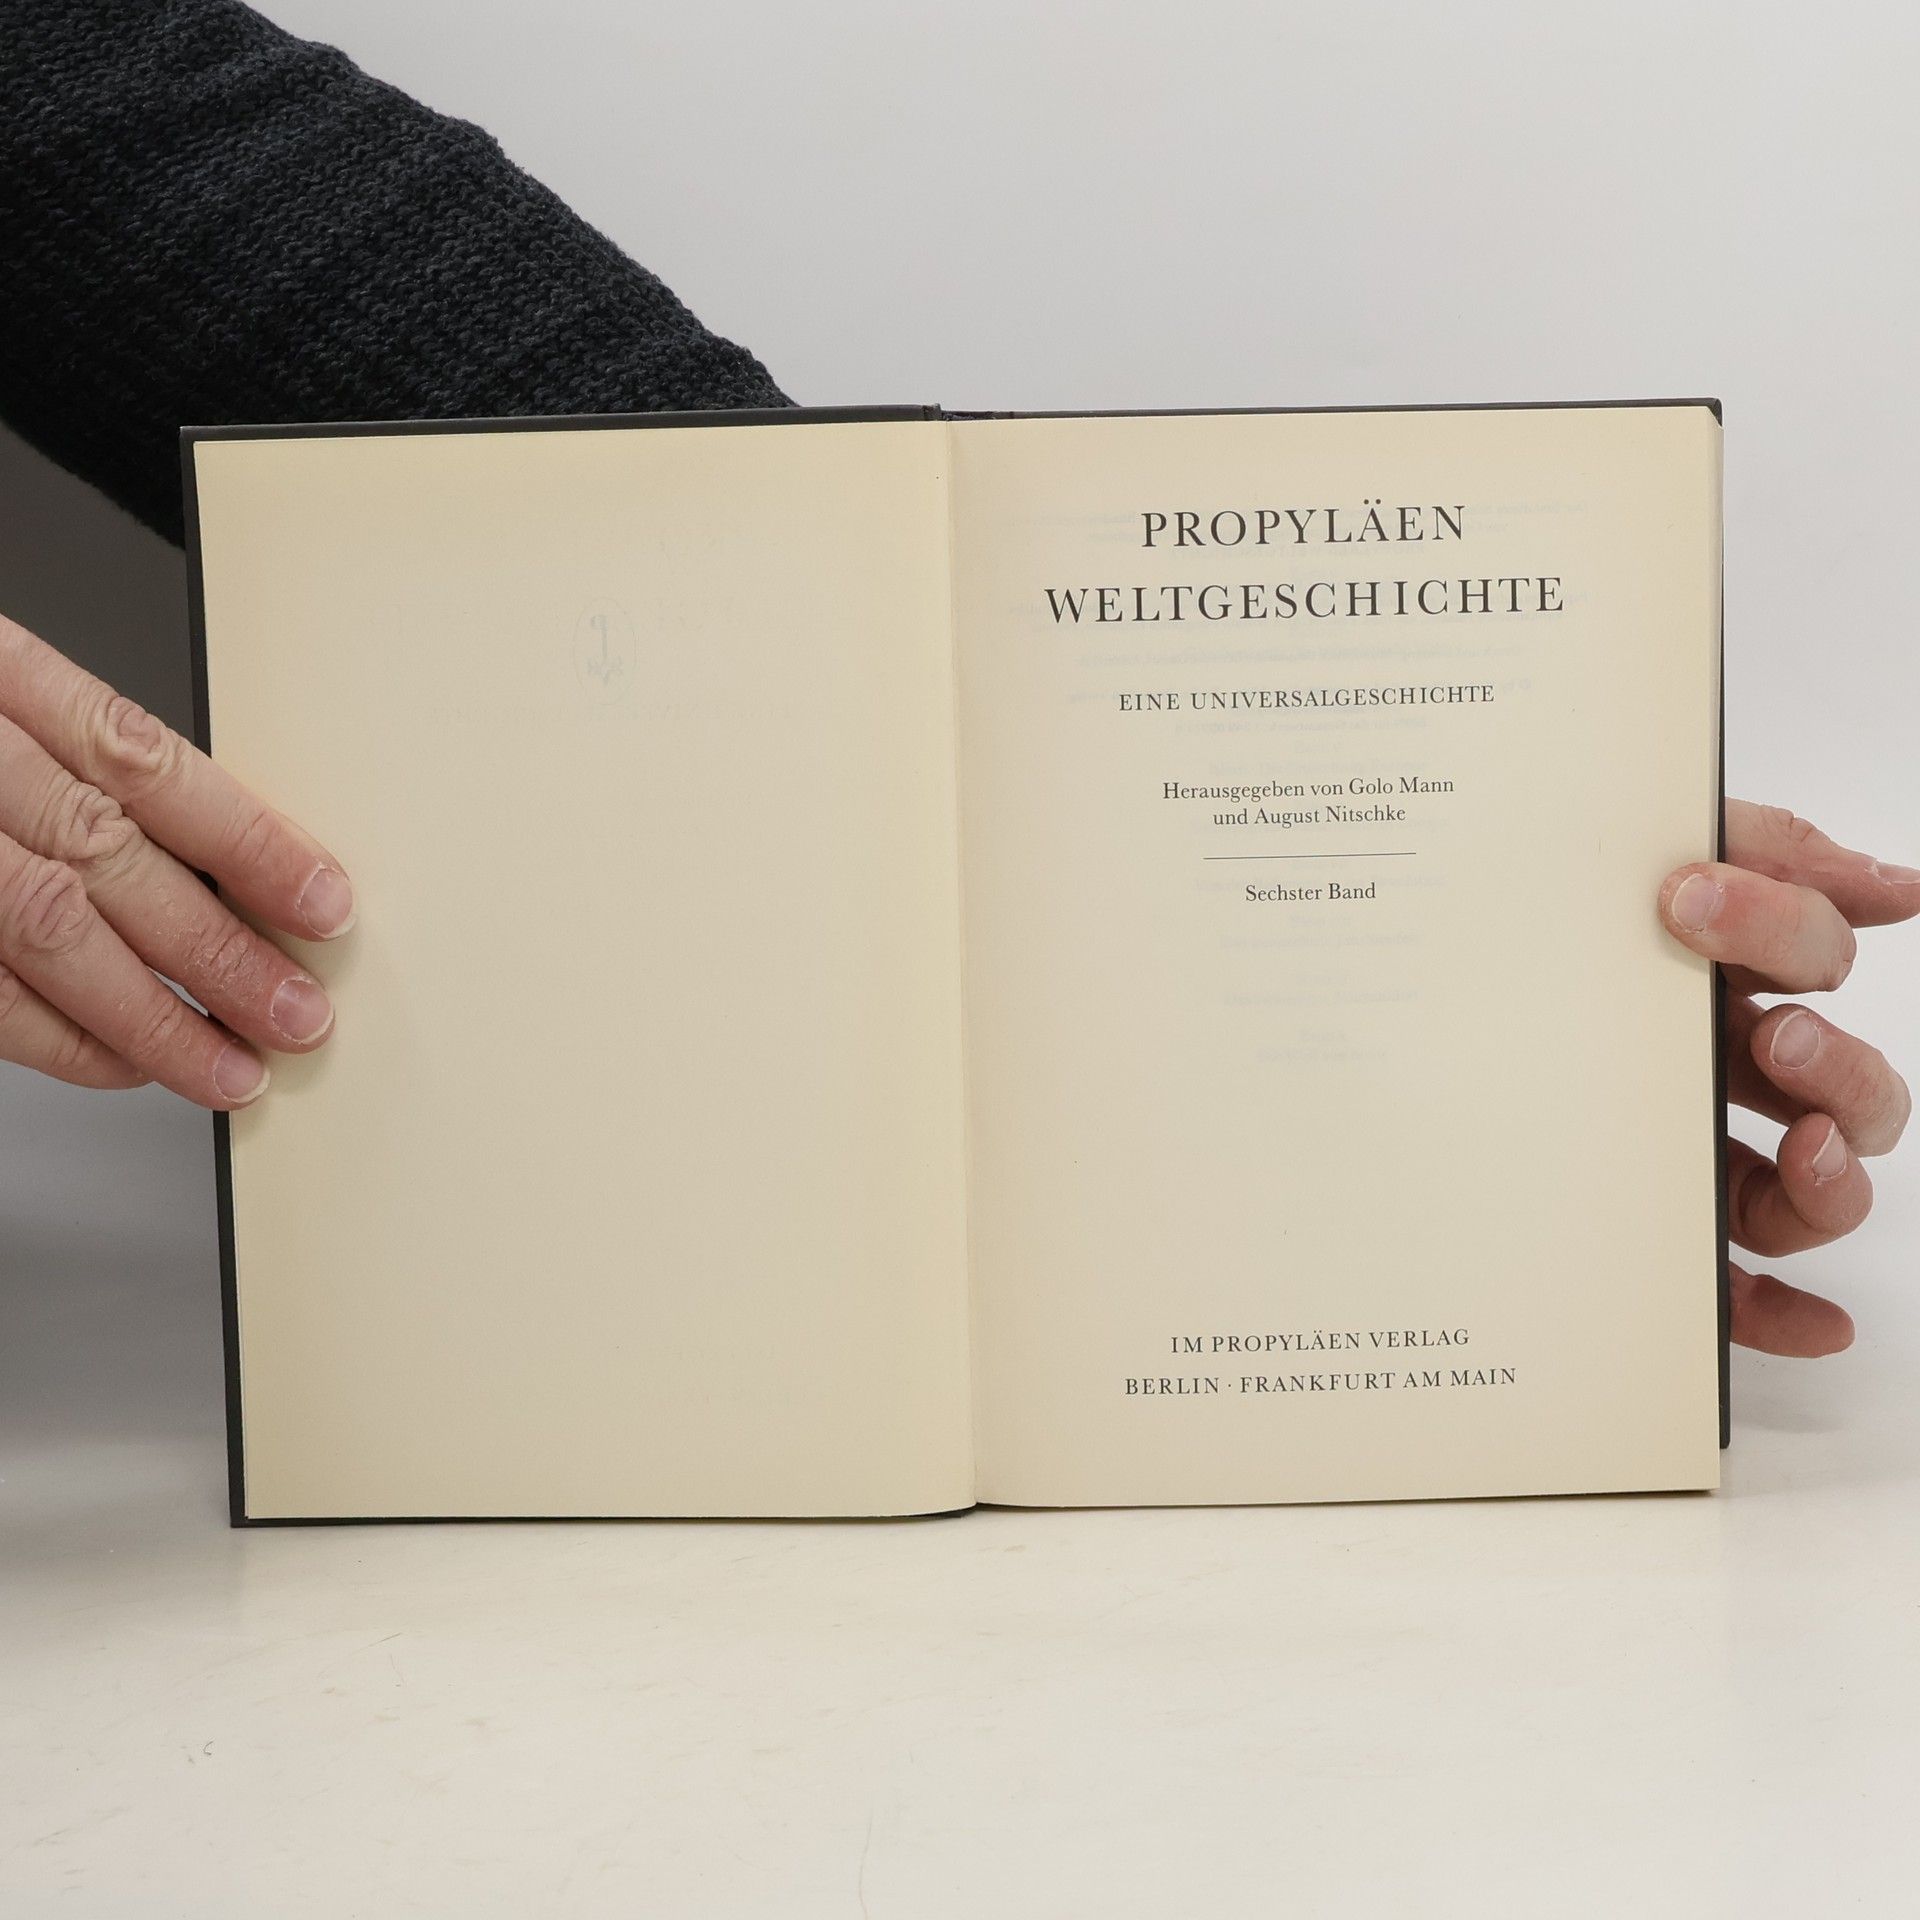 PROPYLÄEN
WELTGESCHICHTE
EINE UNIVERSALGESCHICHTE
Herausgegeben von Golo Mann
und August Nitschke
Sechster Band
IM PROPYLÄEN VERLAG
BERLIN · FRANKFURT AM MAIN